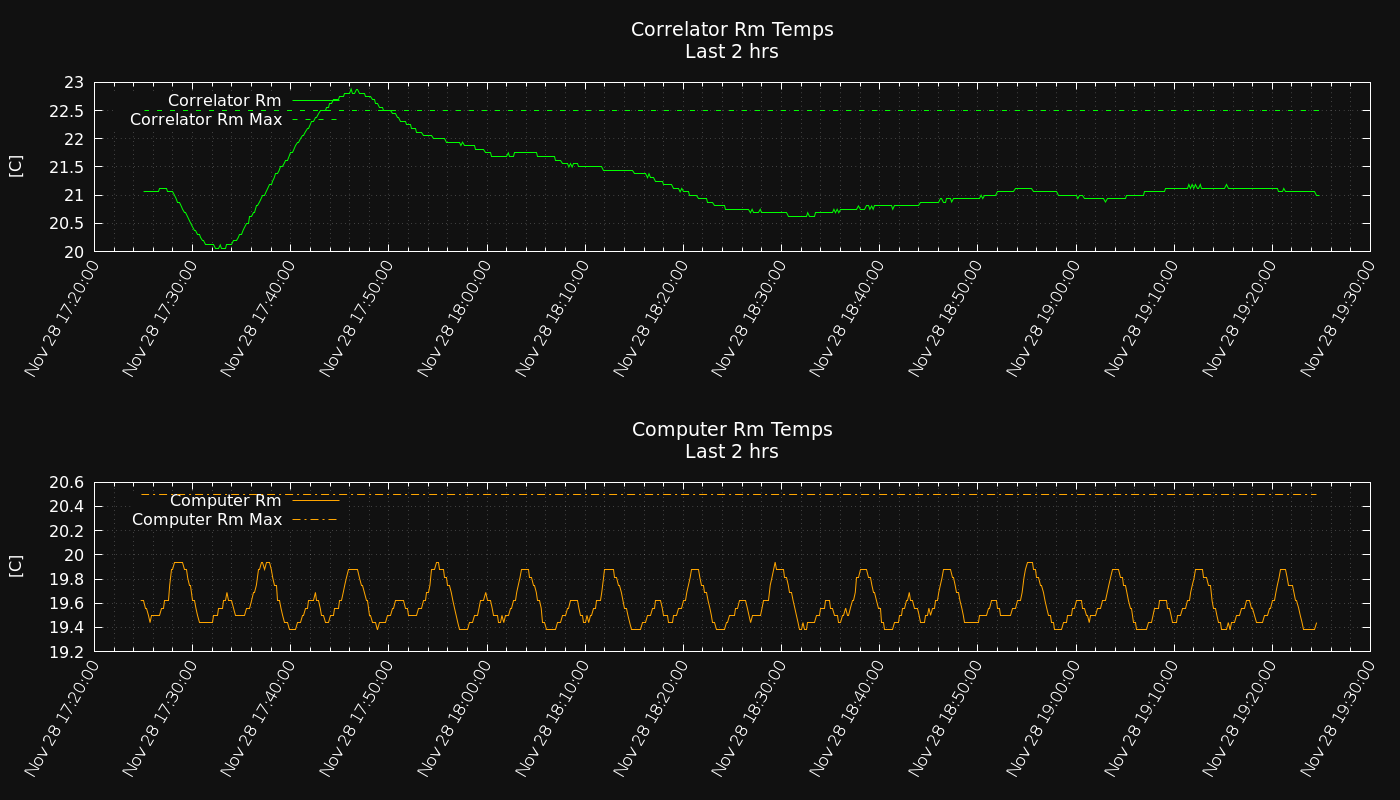 Correlator Rm Temps
Last 2 hrs
23
22.5
22
21.5
21
20.5
20
[C]
Correlator Rm
Correlator Rm Max
Nov 28 17:20:00
Nov 28 17:30:00
Nov 28 17:40:00
Nov 28 17:50:00
Nov 28 18:00:00
Nov 28 18:10:00
Nov 28 18:20:00
Nov 28 18:30:00
Nov 28 18:40:00
Nov 28 18:50:00
Nov 28 19:00:00
Nov 28 19:10:00
Nov 28 19:20:00
Nov 28 19:30:00
Computer Rm Temps
Last 2 hrs
20.6
20.4
20.2
20
19.8
19.6
19.4
19.2
[C]
Computer Rm
Computer Rm Max
Nov 28 17:20:00
Nov 28 17:30:00
Nov 28 17:40:00
Nov 28 17:50:00
Nov 28 18:00:00
Nov 28 18:10:00
Nov 28 18:20:00
Nov 28 18:30:00
Nov 28 18:40:00
Nov 28 18:50:00
Nov 28 19:00:00
Nov 28 19:10:00
Nov 28 19:20:00
Nov 28 19:30:00